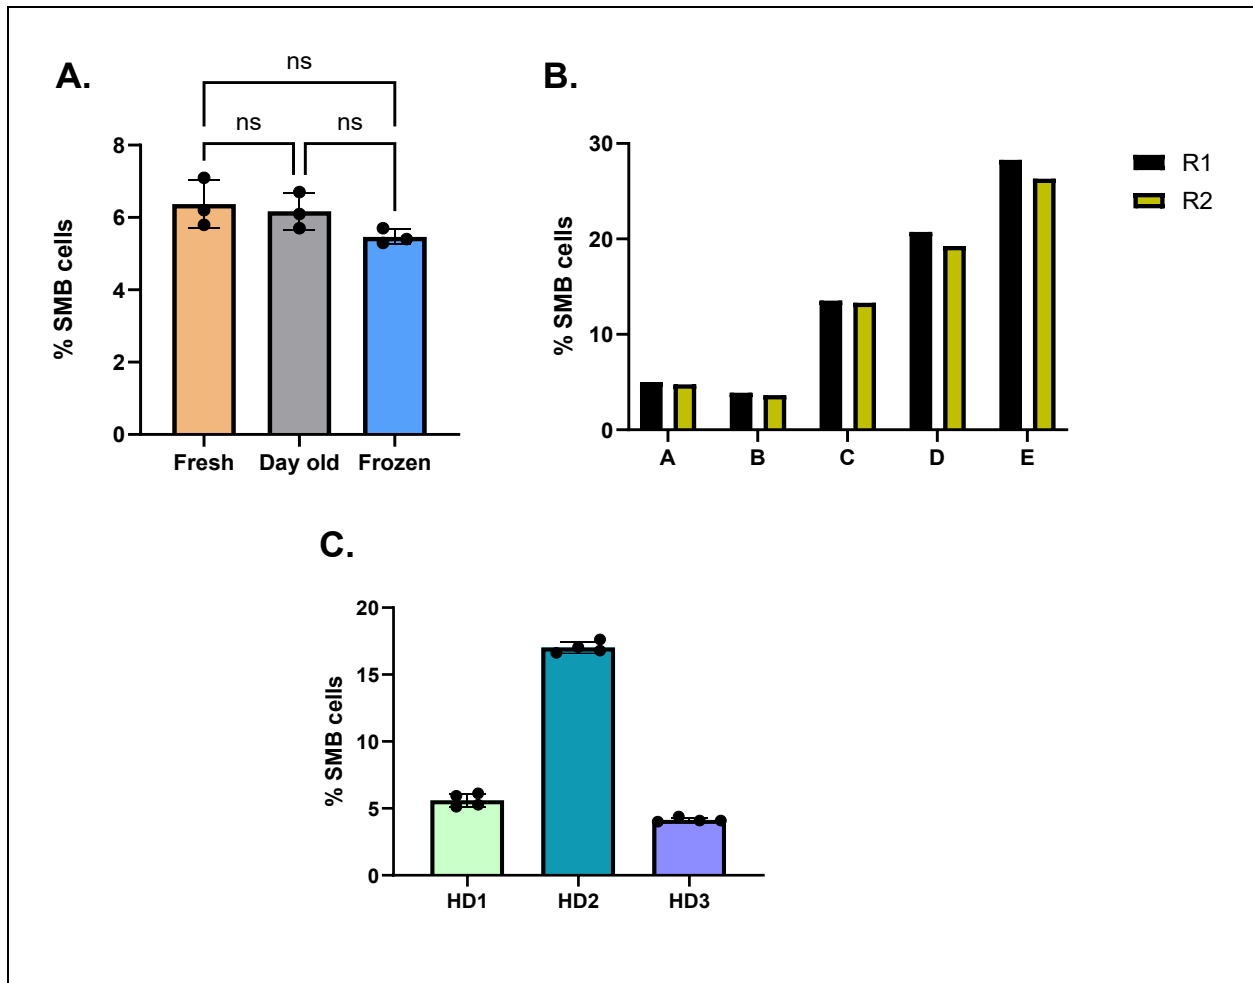 A.
ns
ns
ns
% SMB cells
8
6
4
2
0
Fresh
Day old
Frozen
B.
% SMB cells
30
20
10
0
A
B
C
D
E
R1
R2
C.
% SMB cells
20
15
10
5
0
HD1
HD2
HD3